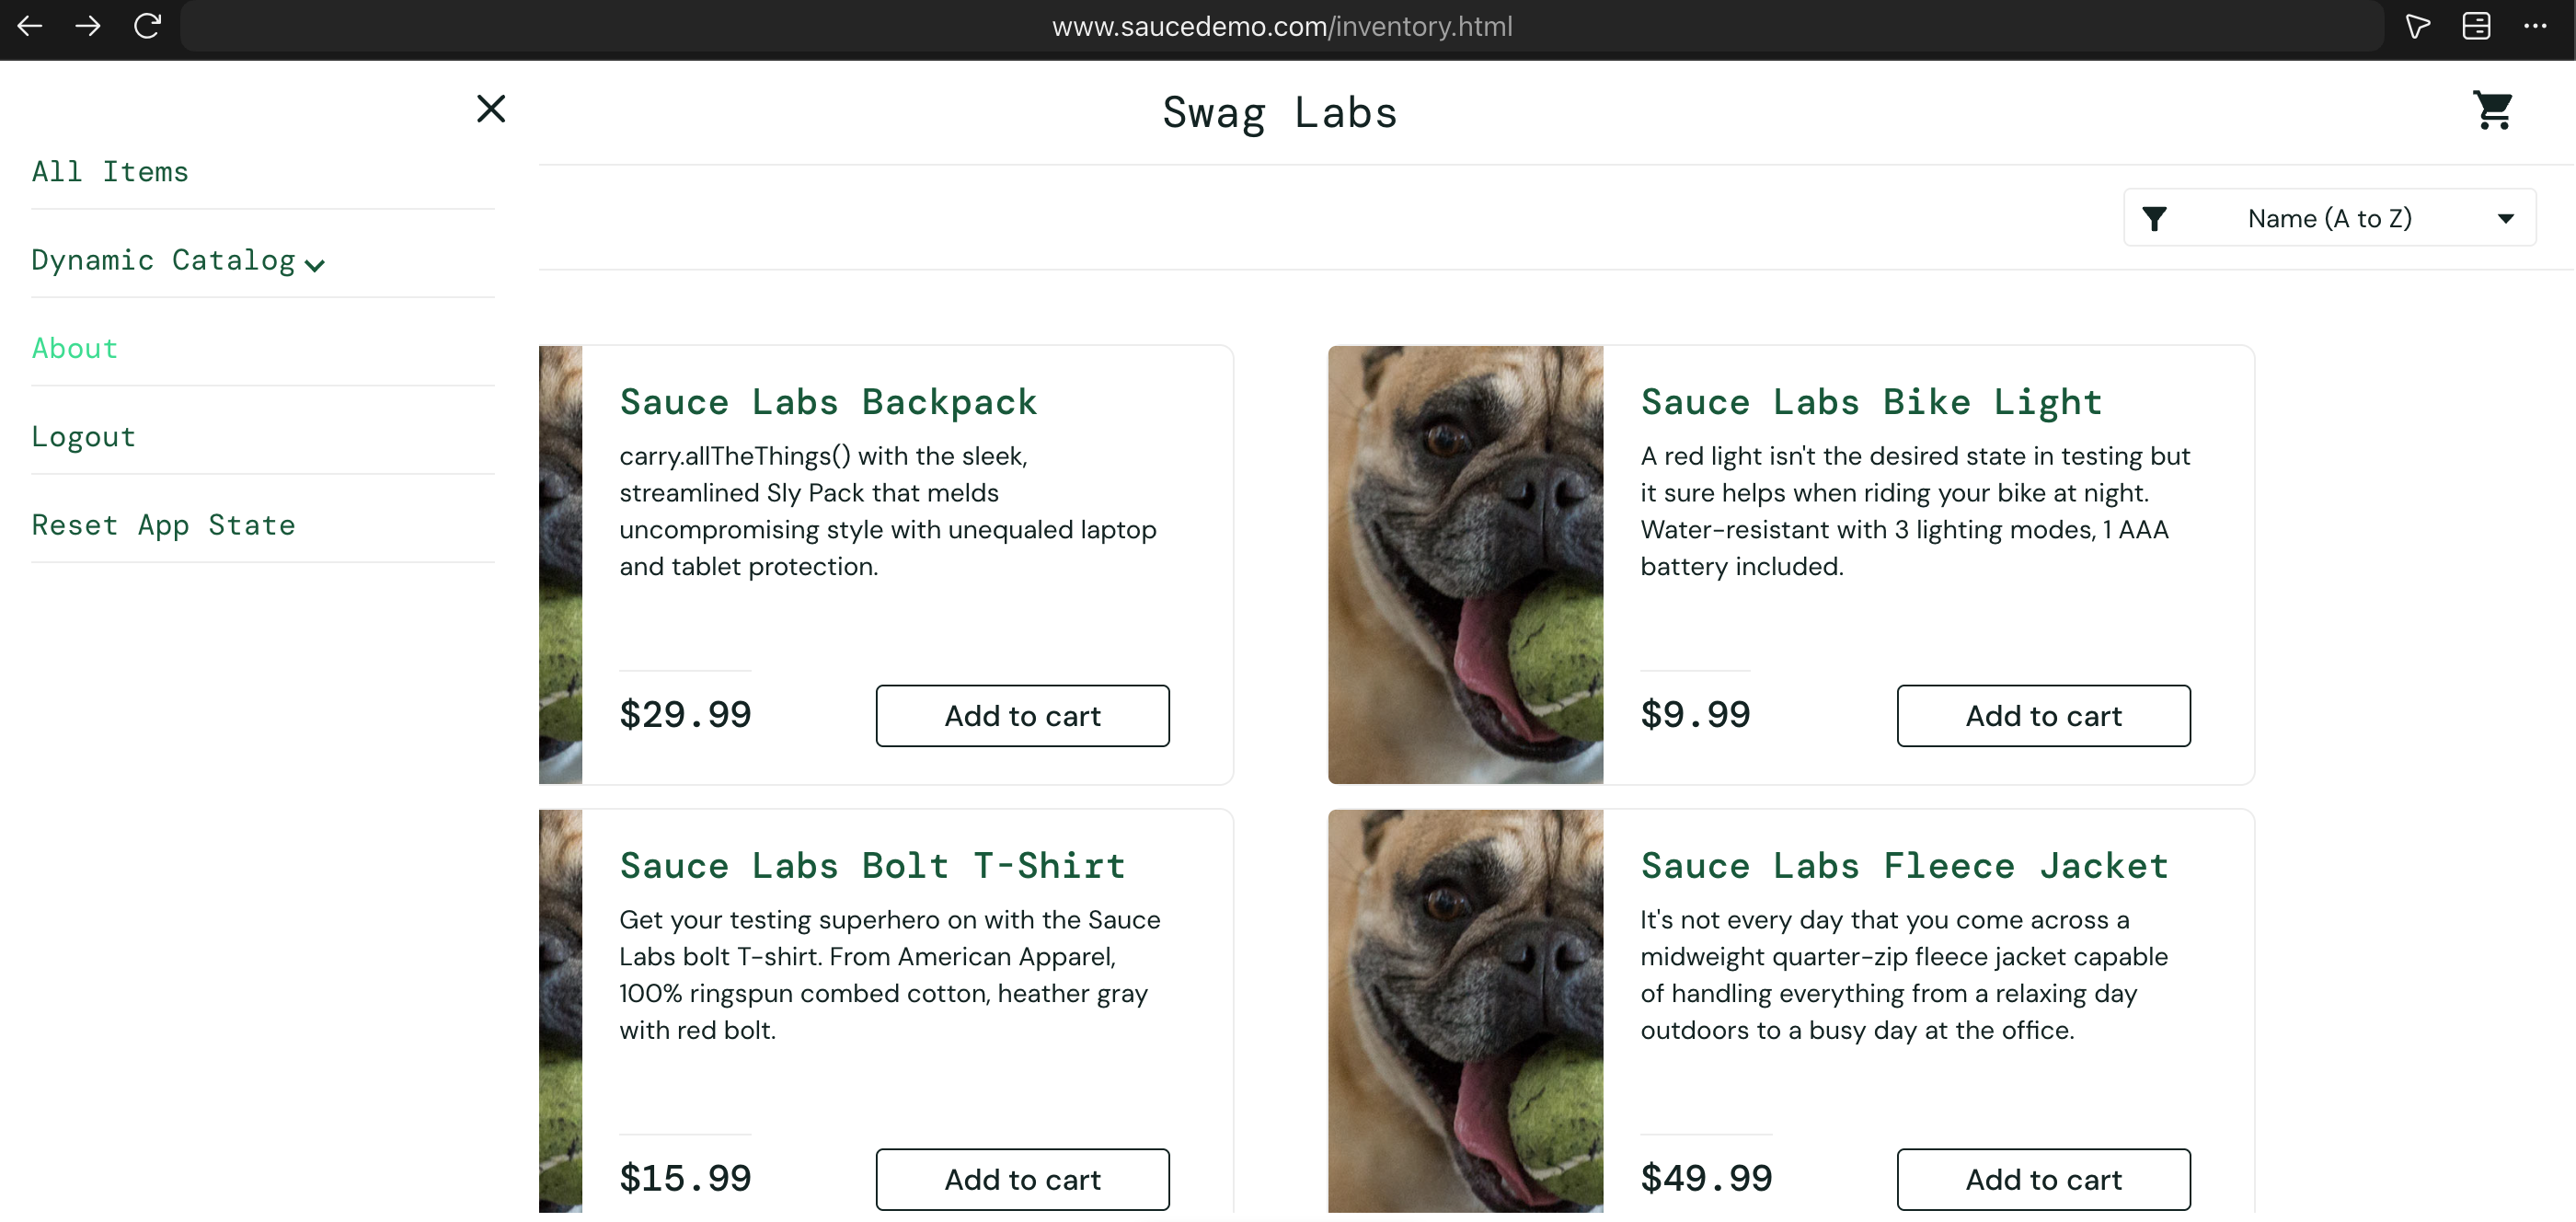 www.saucedemo.com/inventory.html
Swag Labs
All Items
Dynamic Catalog
About
Logout
Reset App State
Name (A to Z)
Sauce Labs Backpack
carry.allTheThings() with the sleek,
streamlined Sly Pack that melds
uncompromising style with unequaled laptop
and tablet protection.
$29.99
Add to cart
Sauce Labs Bike Light
A red light isn't the desired state in testing but
it sure helps when riding your bike at night.
Water-resistant with 3 lighting modes, 1 AAA
battery included.
$9.99
Add to cart
Sauce Labs Bolt T-Shirt
Get your testing superhero on with the Sauce
Labs bolt T-shirt. From American Apparel,
100% ringspun combed cotton, heather gray
with red bolt.
$15.99
Add to cart
Sauce Labs Fleece Jacket
It's not every day that you come across a
midweight quarter-zip fleece jacket capable
of handling everything from a relaxing day
outdoors to a busy day at the office.
$49.99
Add to cart